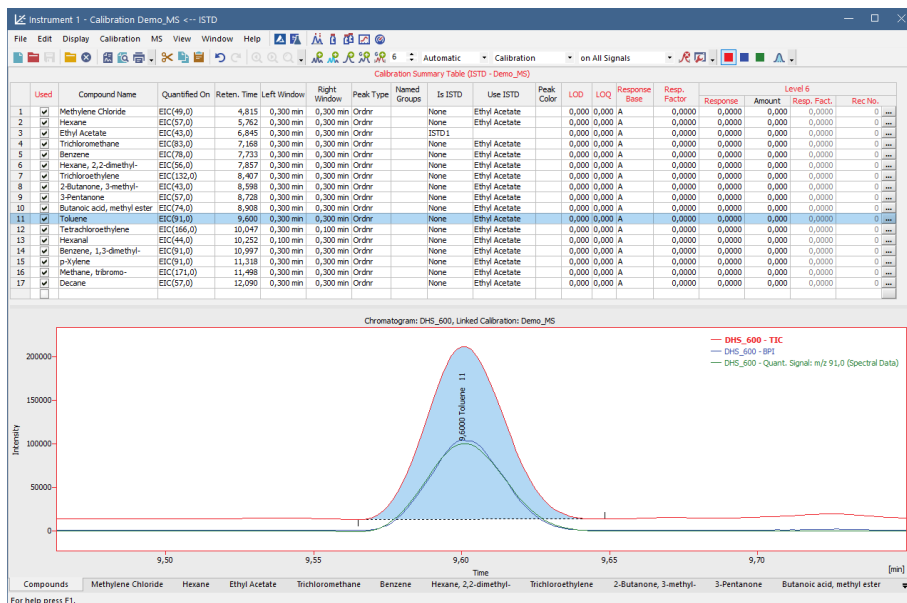 Instrument 1 - Calibration Demo_MS <-- ISTD
File Edit Display Calibration MS View Window Help
6 Automatic Calibration on All Signals
Calibration Summary Table (ISTD - Demo_MS)
Used Compound Name Quantified On Reten. Time Left Window Right Window Peak Type Named Groups Is ISTD Use ISTD Peak Color LOD LOQ Response Base Resp. Factor Level 6
Response Amount Resp. Fact. Rec No.
1 Methylene Chloride EIC(49,0) 4,815 0,300 min 0,300 min Ordnr None Ethyl Acetate 0,000 0,000 A 0,0000 0,0000 0,000 0,0000 0 ...
2 Hexane EIC(57,0) 5,762 0,300 min 0,300 min Ordnr None Ethyl Acetate 0,000 0,000 A 0,0000 0,0000 0,000 0,0000 0 ...
3 Ethyl Acetate EIC(43,0) 6,845 0,300 min 0,300 min Ordnr ISTD1 0,000 0,000 A 0,0000 0,0000 0,000 0,0000 0 ...
4 Trichloromethane EIC(83,0) 7,168 0,300 min 0,300 min Ordnr None Ethyl Acetate 0,000 0,000 A 0,0000 0,0000 0,000 0,0000 0 ...
5 Benzene EIC(78,0) 7,733 0,300 min 0,300 min Ordnr None Ethyl Acetate 0,000 0,000 A 0,0000 0,0000 0,000 0,0000 0 ...
6 Hexane, 2,2-dimethyl- EIC(56,0) 7,857 0,300 min 0,300 min Ordnr None Ethyl Acetate 0,000 0,000 A 0,0000 0,0000 0,000 0,0000 0 ...
7 Trichloroethylene EIC(132,0) 8,407 0,300 min 0,300 min Ordnr None Ethyl Acetate 0,000 0,000 A 0,0000 0,0000 0,000 0,0000 0 ...
8 2-Butanone, 3-methyl- EIC(43,0) 8,598 0,300 min 0,300 min Ordnr None Ethyl Acetate 0,000 0,000 A 0,0000 0,0000 0,000 0,0000 0 ...
9 3-Pentanone EIC(57,0) 8,728 0,300 min 0,300 min Ordnr None Ethyl Acetate 0,000 0,000 A 0,0000 0,0000 0,000 0,0000 0 ...
10 Butanoic acid, methyl ester EIC(74,0) 8,908 0,300 min 0,300 min Ordnr None Ethyl Acetate 0,000 0,000 A 0,0000 0,0000 0,000 0,0000 0 ...
11 Toluene EIC(91,0) 9,600 0,300 min 0,300 min Ordnr None Ethyl Acetate 0,000 0,000 A 0,0000 0,0000 0,000 0,0000 0 ...
12 Tetrachloroethylene EIC(166,0) 10,047 0,300 min 0,100 min Ordnr None Ethyl Acetate 0,000 0,000 A 0,0000 0,0000 0,000 0,0000 0 ...
13 Hexanal EIC(44,0) 10,252 0,100 min 0,300 min Ordnr None Ethyl Acetate 0,000 0,000 A 0,0000 0,0000 0,000 0,0000 0 ...
14 Benzene, 1,3-dimethyl- EIC(91,0) 10,997 0,300 min 0,300 min Ordnr None Ethyl Acetate 0,000 0,000 A 0,0000 0,0000 0,000 0,0000 0 ...
15 p-Xylene EIC(91,0) 11,318 0,300 min 0,300 min Ordnr None Ethyl Acetate 0,000 0,000 A 0,0000 0,0000 0,000 0,0000 0 ...
16 Methane, tribromo- EIC(171,0) 11,498 0,300 min 0,300 min Ordnr None Ethyl Acetate 0,000 0,000 A 0,0000 0,0000 0,000 0,0000 0 ...
17 Decane EIC(57,0) 12,090 0,300 min 0,300 min Ordnr None Ethyl Acetate 0,000 0,000 A 0,0000 0,0000 0,000 0,0000 0 ...
Chromatogram: DHS_600, Linked Calibration: Demo_MS
DHS_600 - TIC
DHS_600 - BPI
DHS_600 - Quant. Signal: m/z 91,0 (Spectral Data)
200000
150000
100000
50000
0
Intensity
9,6000 Toluene 11
9,50 9,55 9,60 9,65 9,70
Time [min]
Compounds Methylene Chloride Hexane Ethyl Acetate Trichloromethane Benzene Hexane, 2,2-dimethyl- Trichloroethylene 2-Butanone, 3-methyl- 3-Pentanone Butanoic acid, methyl ester
For help press F1.